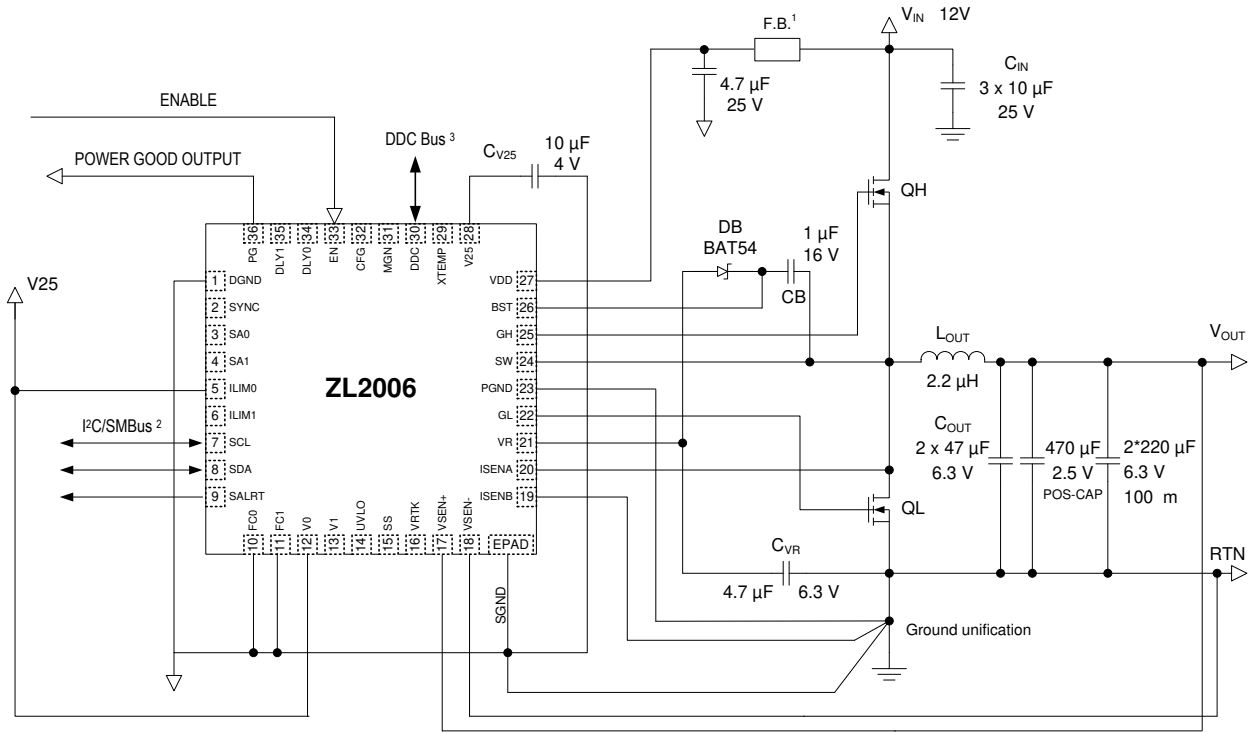 VIN 12V
F.B.1
CIN
3 x 10 µF
25 V
4.7 µF
25 V
ENABLE
DDC Bus 3
CV25
10 µF
4 V
POWER GOOD OUTPUT
QH
DB
BAT54
1 µF
16 V
CB
36 PG
35 DLY1
34 DLY0
33 EN
32 CFG
31 MGN
30 DDC
29 XTEMP
28 V25
V25
1 DGND
2 SYNC
3 SA0
4 SA1
5 ILIM0
6 ILIM1
7 SCL
8 SDA
9 SALRT
I2C/SMBus 2
ZL2006
VDD 27
BST 26
GH 25
SW 24
PGND 23
GL 22
VR 21
ISENA 20
ISENB 19
10 FC0
11 FC1
12 V0
13 V1
14 UVLO
15 SS
16 VRTK
17 VSEN+
18 VSEN-
EPAD
SGND
LOUT
2.2 µH
VOUT
COUT
2 x 47 µF
6.3 V
470 µF
2.5 V
POS-CAP
2*220 µF
6.3 V
100 m
QL
CVR
4.7 µF 6.3 V
RTN
Ground unification